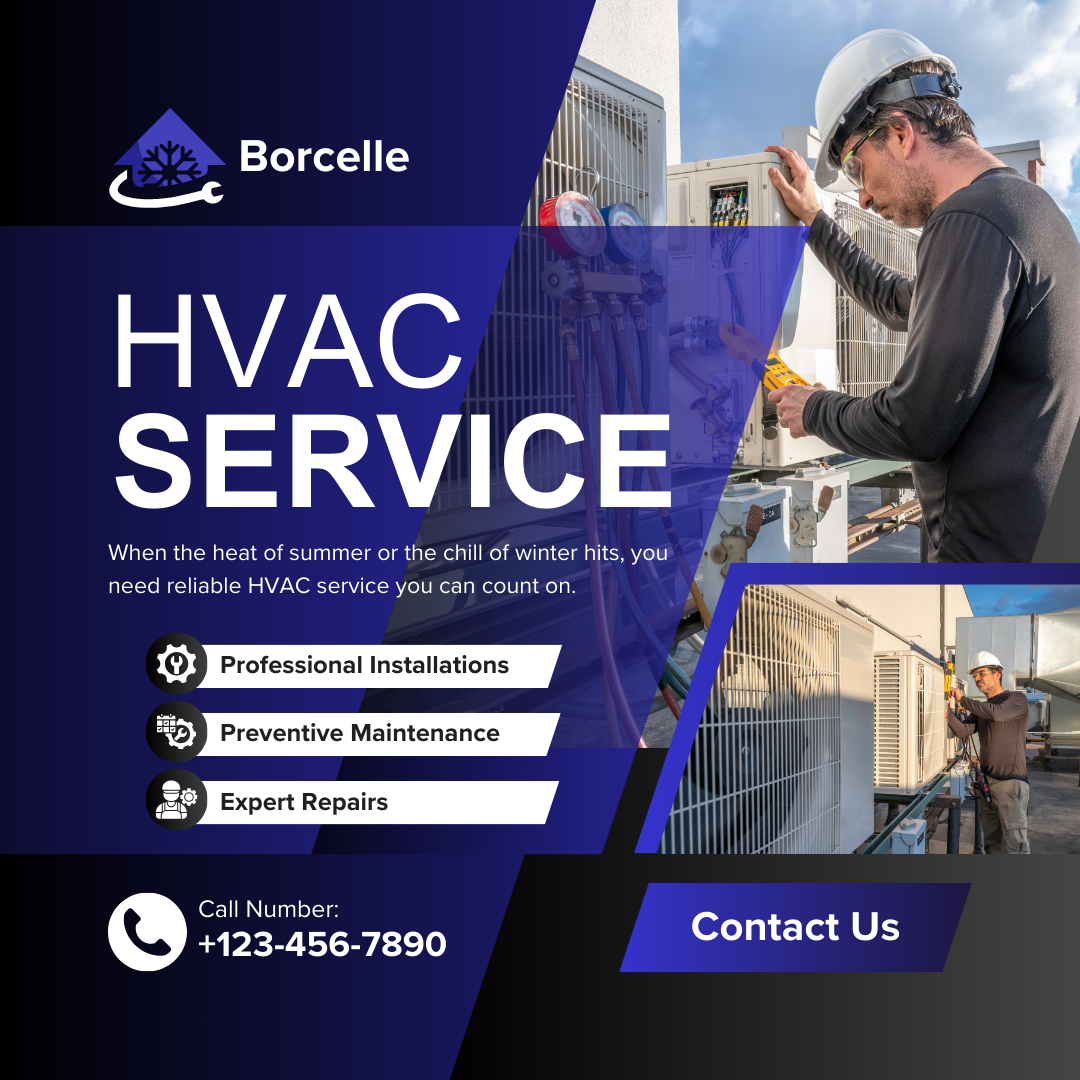 Borcelle
HVAC
SERVICE
When the heat of summer or the chill of winter hits, you
need reliable HVAC service you can count on.
Professional Installations
Preventive Maintenance
Expert Repairs
Call Number:
+123-456-7890
Contact Us